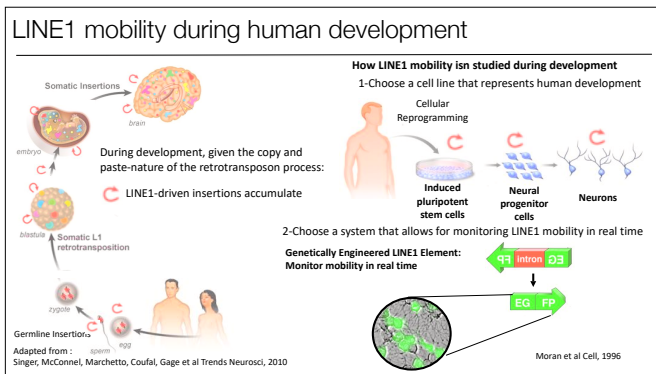 LINE1 mobility during human development
Somatic Insertions
brain
embryo
During development, given the copy and
paste-nature of the retrotransposon process:
LINE1-driven insertions accumulate
blastula
Somatic L1
retrotransposition
zygote
Germline Insertions
sperm
egg
Adapted from :
Singer, McConnel, Marchetto, Coufal, Gage et al Trends Neurosci, 2010
How LINE1 mobility isn studied during development
1-Choose a cell line that represents human development
Cellular
Reprogramming
Induced
pluripotent
stem cells
Neural
progenitor
cells
Neurons
2-Choose a system that allows for monitoring LINE1 mobility in real time
Genetically Engineered LINE1 Element:
Monitor mobility in real time
FP intron EG
EG FP
Moran et al Cell, 1996